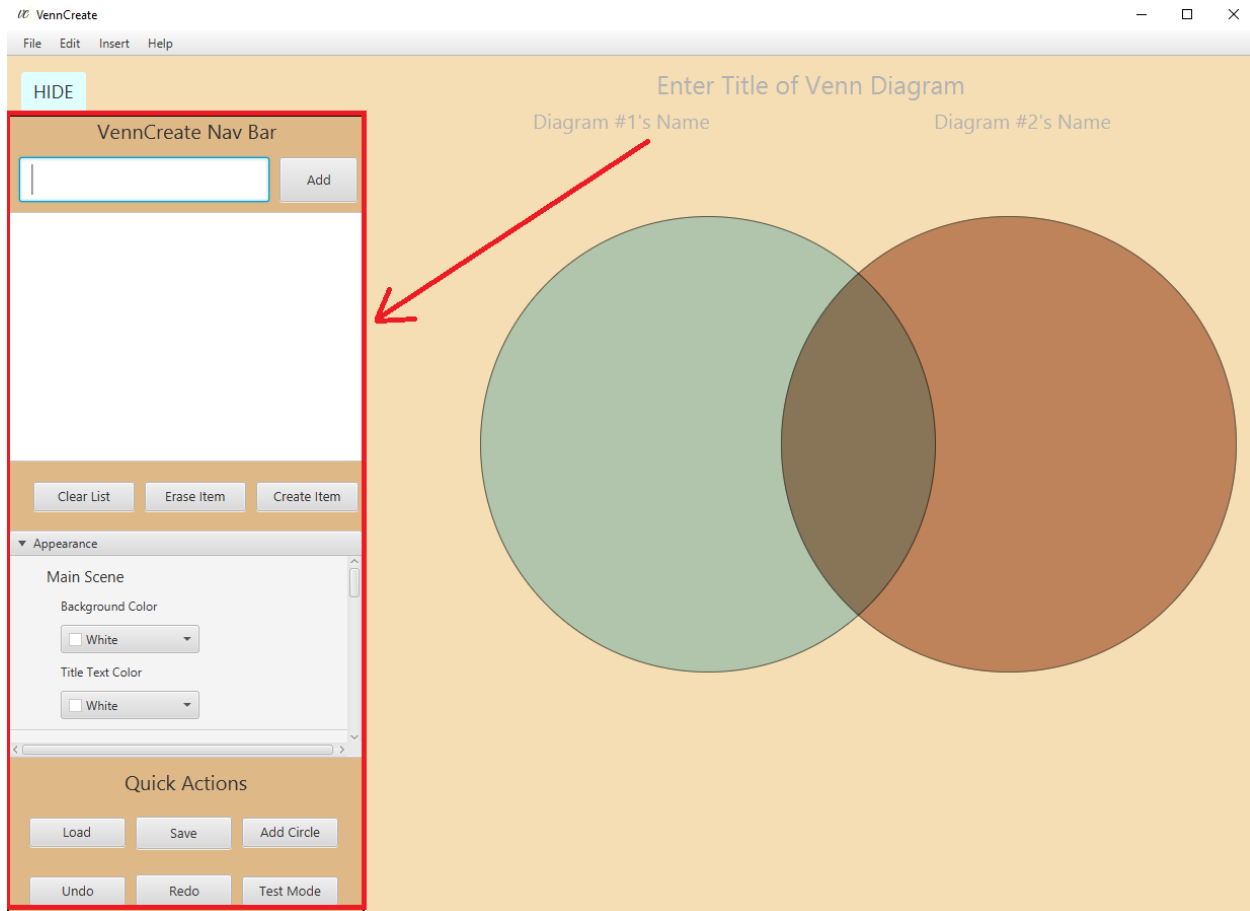 VC VennCreate
File Edit Insert Help
HIDE
Enter Title of Venn Diagram
Diagram #1's Name Diagram #2's Name
VennCreate Nav Bar
Add
Clear List Erase Item Create Item
Appearance
Main Scene
Background Color
White
Title Text Color
White
Quick Actions
Load Save Add Circle
Undo Redo Test Mode